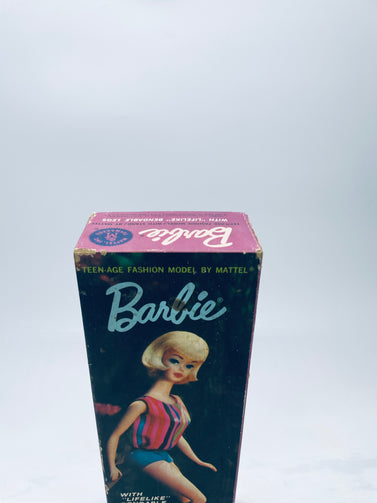 WITH "LIFELIKE" BENDABLE LEGS
Barbie®
TEEN-AGE FASHION MODEL BY MATTEL
Barbie®
WITH
"LIFELIKE"